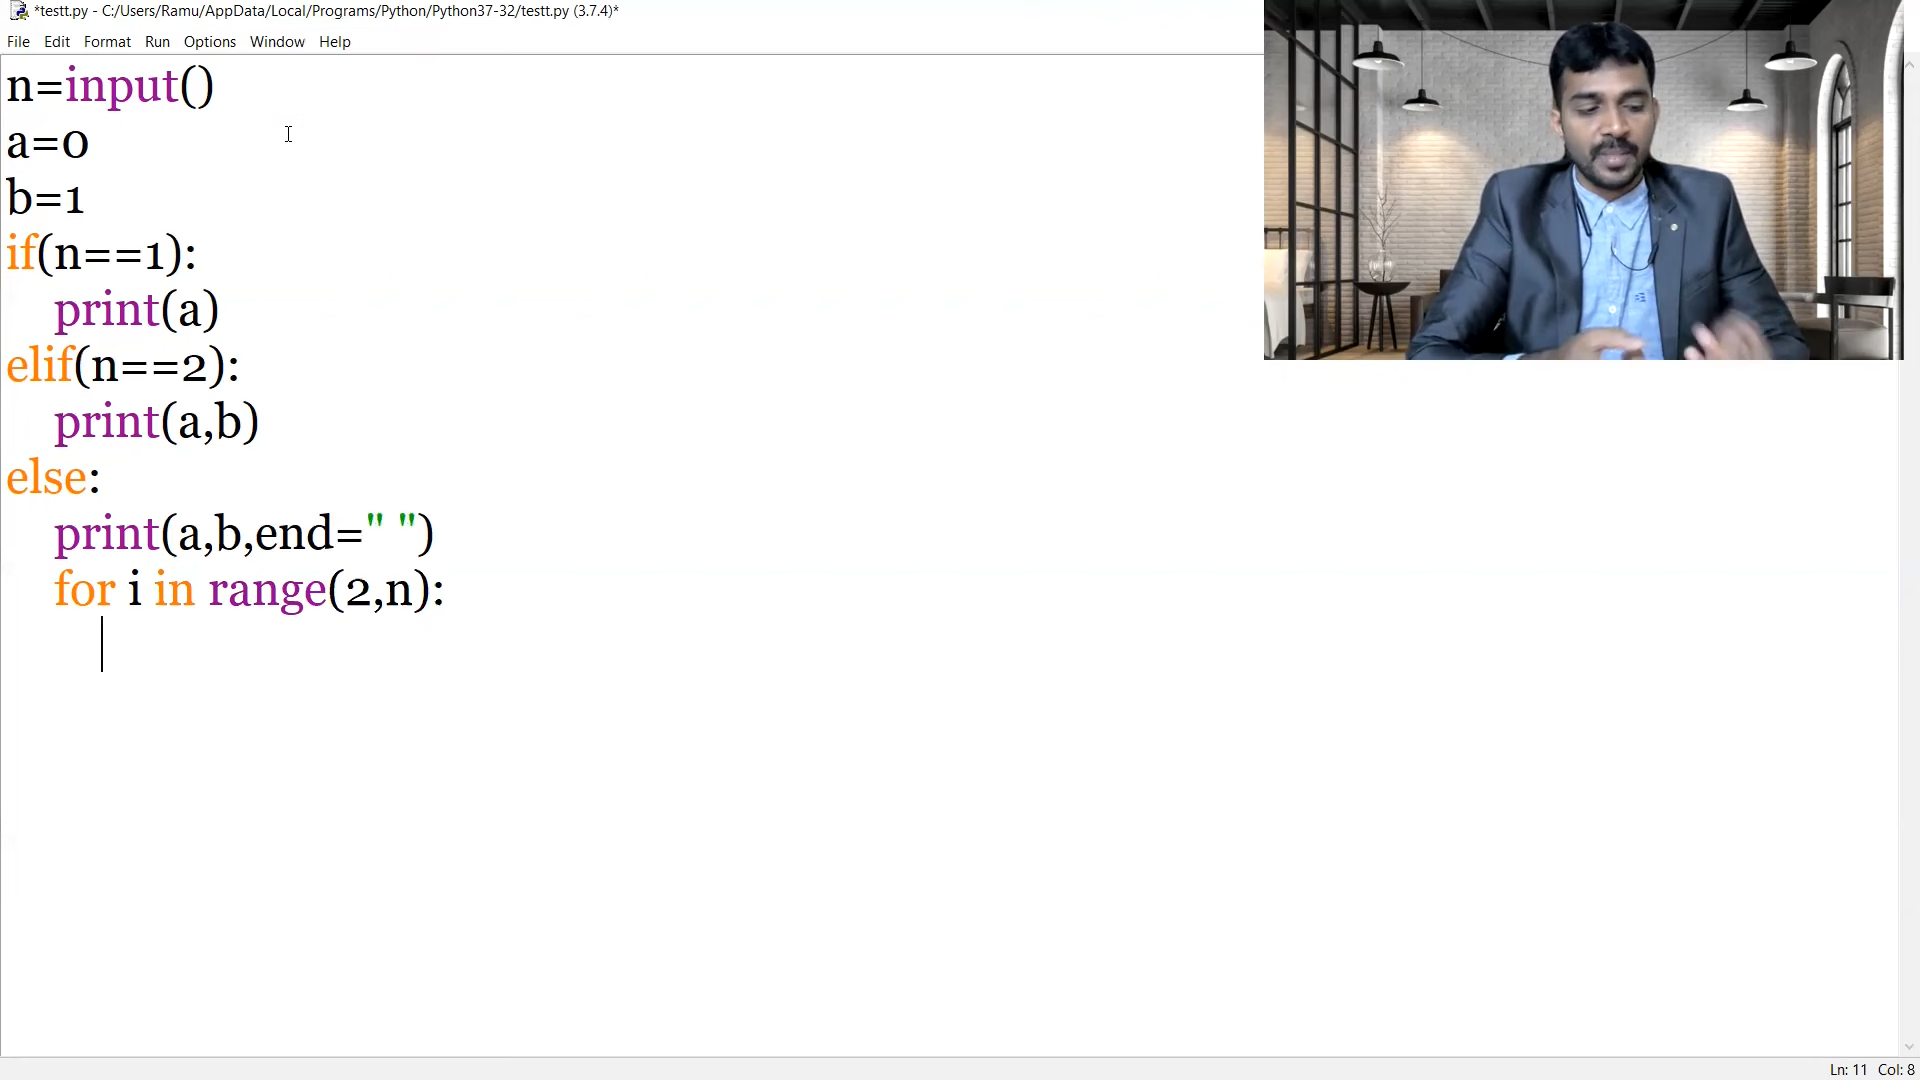 *testt.py - C:/Users/Ramu/AppData/Local/Programs/Python/Python37-32/testt.py (3.7.4)*
File Edit Format Run Options Window Help
n=input()
a=0
b=1
if(n==1):
    print(a)
elif(n==2):
    print(a,b)
else:
    print(a,b,end=" ")
    for i in range(2,n):
Ln: 11 Col: 8